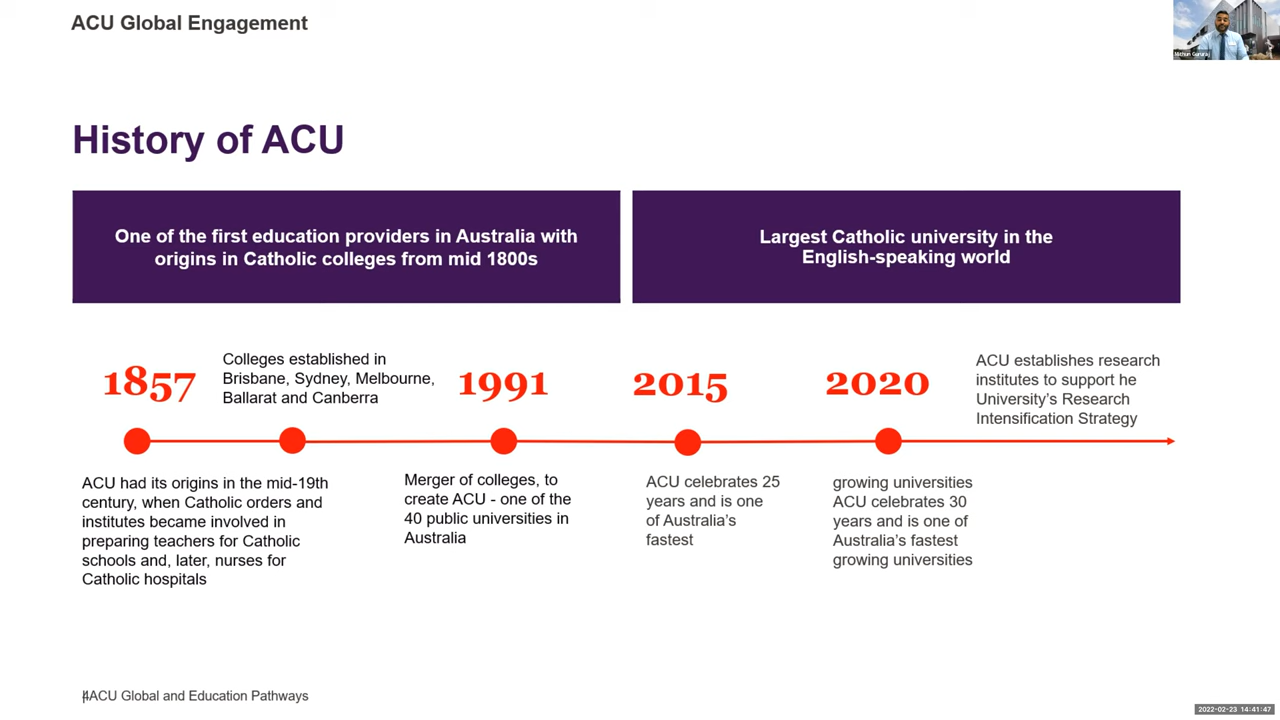 ACU Global Engagement
Mithun Gururaj
History of ACU
One of the first education providers in Australia with
origins in Catholic colleges from mid 1800s
Largest Catholic university in the
English-speaking world
1857
Colleges established in
Brisbane, Sydney, Melbourne,
Ballarat and Canberra
1991
2015
2020
ACU establishes research
institutes to support he
University's Research
Intensification Strategy
ACU had its origins in the mid-19th
century, when Catholic orders and
institutes became involved in
preparing teachers for Catholic
schools and, later, nurses for
Catholic hospitals
Merger of colleges, to
create ACU - one of the
40 public universities in
Australia
ACU celebrates 25
years and is one
of Australia's
fastest
growing universities
ACU celebrates 30
years and is one of
Australia's fastest
growing universities
4ACU Global and Education Pathways
2022-02-23 14:41:47